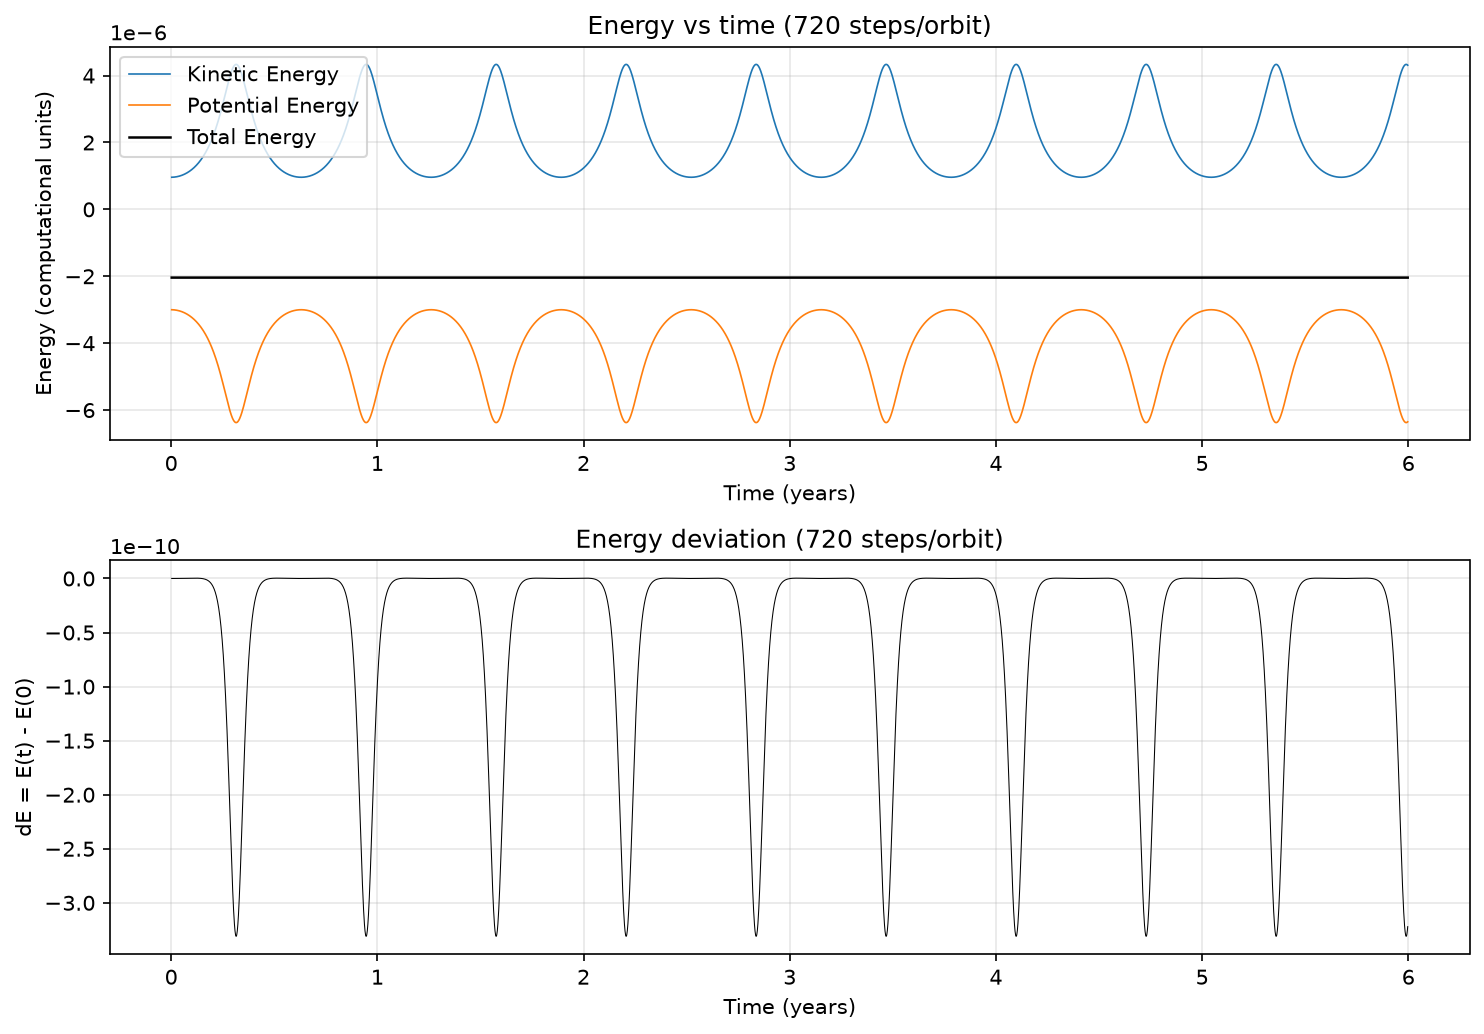 Energy vs time (720 steps/orbit)
1e−6
Kinetic Energy
Potential Energy
Total Energy
4
2
0
−2
−4
−6
Energy (computational units)
0 1 2 3 4 5 6
Time (years)
Energy deviation (720 steps/orbit)
1e−10
0.0
−0.5
−1.0
−1.5
−2.0
−2.5
−3.0
dE = E(t) - E(0)
0 1 2 3 4 5 6
Time (years)